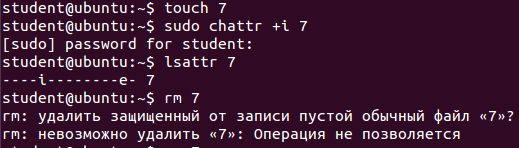 student@ubuntu:~$ touch 7
student@ubuntu:~$ sudo chattr +i 7
[sudo] password for student:
student@ubuntu:~$ lsattr 7
----i--------e- 7
student@ubuntu:~$ rm 7
rm: удалить защищенный от записи пустой обычный файл «7»?
rm: невозможно удалить «7»: Операция не позволяется